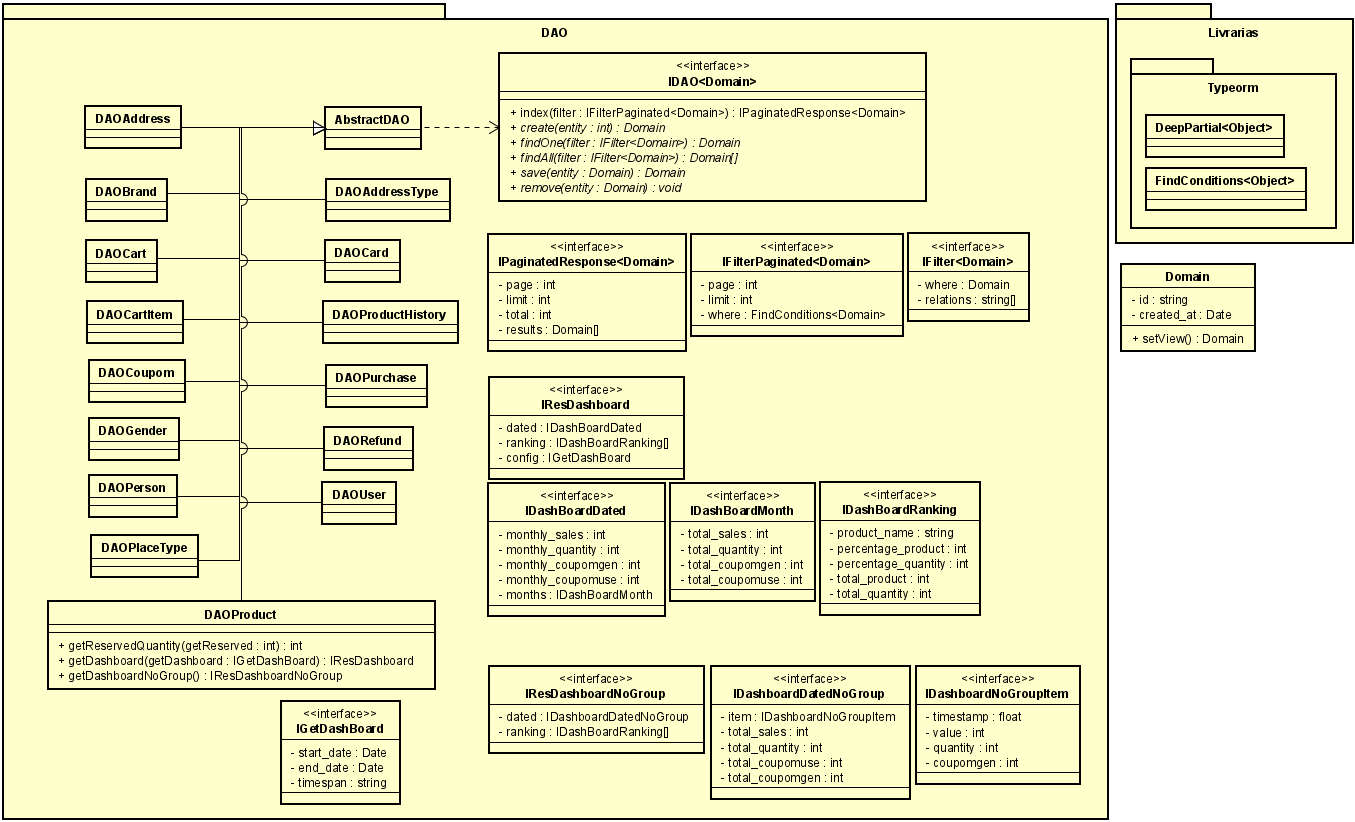 DAO
<<interface>>
IDAO<Domain>
+ index(filter : IFilterPaginated<Domain>) : IPaginatedResponse<Domain>
+ create(entity : int) : Domain
+ findOne(filter : IFilter<Domain>) : Domain
+ findAll(filter : IFilter<Domain>) : Domain[]
+ save(entity : Domain) : Domain
+ remove(entity : Domain) : void
DAOAddress
AbstractDAO
DAOBrand
DAOAddressType
DAOCart
DAOCard
DAOCartItem
DAOProductHistory
DAOCoupom
DAOPurchase
DAOGender
DAORefund
DAOPerson
DAOUser
DAOPlaceType
DAOProduct
+ getReservedQuantity(getReserved : int) : int
+ getDashboard(getDashboard : IGetDashBoard) : IResDashboard
+ getDashboardNoGroup() : IResDashboardNoGroup
<<interface>>
IGetDashBoard
- start_date : Date
- end_date : Date
- timespan : string
<<interface>>
IPaginatedResponse<Domain>
- page : int
- limit : int
- total : int
- results : Domain[]
<<interface>>
IFilterPaginated<Domain>
- page : int
- limit : int
- where : FindConditions<Domain>
<<interface>>
IFilter<Domain>
- where : Domain
- relations : string[]
<<interface>>
IResDashboard
- dated : IDashBoardDated
- ranking : IDashBoardRanking[]
- config : IGetDashBoard
<<interface>>
IDashBoardDated
- monthly_sales : int
- monthly_quantity : int
- monthly_coupomgen : int
- monthly_coupomuse : int
- months : IDashBoardMonth
<<interface>>
IDashBoardMonth
- total_sales : int
- total_quantity : int
- total_coupomgen : int
- total_coupomuse : int
<<interface>>
IDashBoardRanking
- product_name : string
- percentage_product : int
- percentage_quantity : int
- total_product : int
- total_quantity : int
<<interface>>
IResDashboardNoGroup
- dated : IDashboardDatedNoGroup
- ranking : IDashBoardRanking[]
<<interface>>
IDashboardDatedNoGroup
- item : IDashboardNoGroupItem
- total_sales : int
- total_quantity : int
- total_coupomuse : int
- total_coupomgen : int
<<interface>>
IDashboardNoGroupItem
- timestamp : float
- value : int
- quantity : int
- coupomgen : int
Livrarias
Typeorm
DeepPartial<Object>
FindConditions<Object>
Domain
- id : string
- created_at : Date
+ setView() : Domain